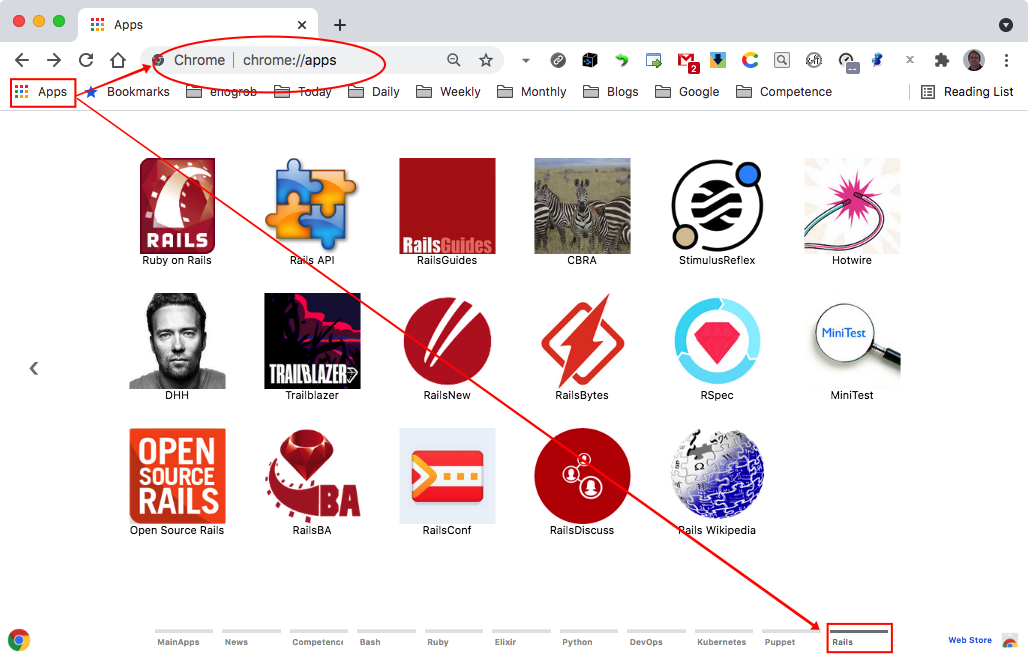 Apps
Chrome chrome://apps
2
Apps Bookmarks enogrob Today Daily Weekly Monthly Blogs Google Competence Reading List
RAILS
RailsGuides
Ruby on Rails Rails API RailsGuides CBRA StimulusReflex Hotwire
TRAILBLAZER
MiniTest
DHH Trailblazer RailsNew RailsBytes RSpec MiniTest
OPEN
SOURCE
RAILS
BA
Open Source Rails RailsBA RailsConf RailsDiscuss Rails Wikipedia
MainApps News Competenc Bash Ruby Elixir Python DevOps Kubernetes Puppet Rails Web Store